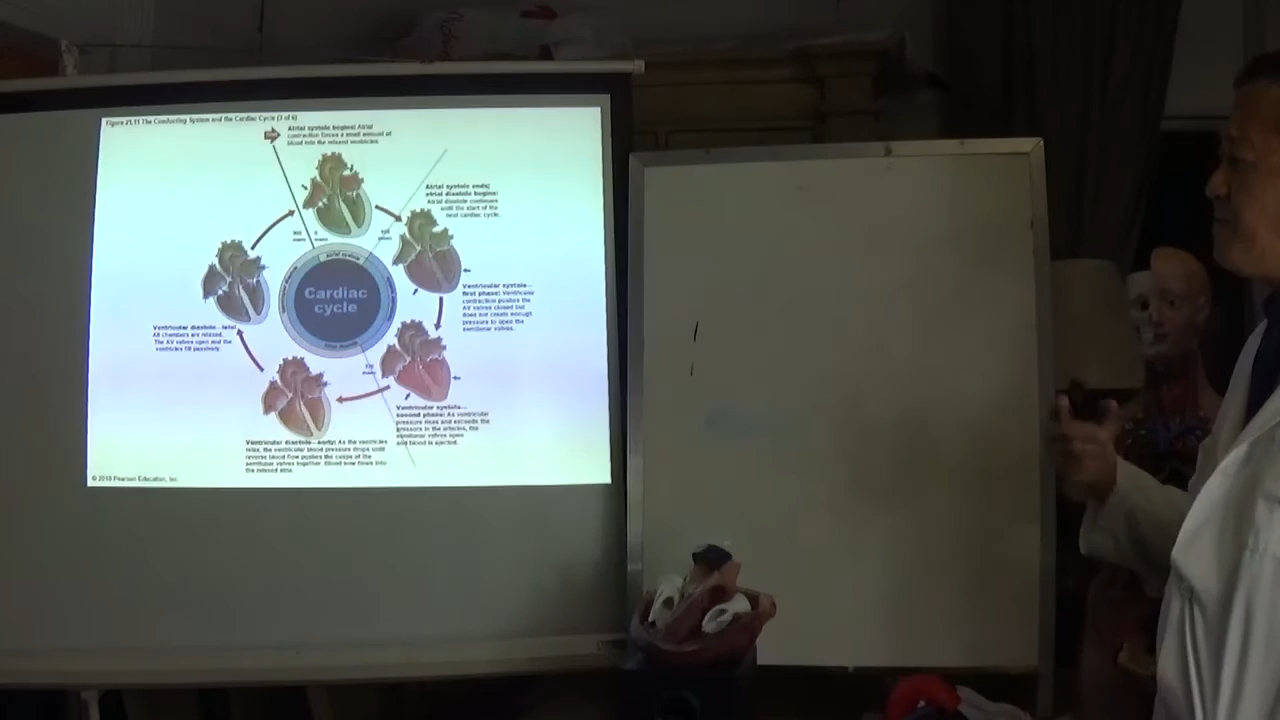 Figure 21.11 The Conducting System and the Cardiac Cycle (3 of 6)
Atrial systole begins: Atrial
contraction forces a small amount of
blood into the relaxed ventricles.
Atrial systole ends;
atrial diastole begins:
Atrial diastole continues
until the start of the
next cardiac cycle.
Atrial systole
Cardiac
cycle
Ventricular systole—
first phase: Ventricular
contraction pushes the
AV valves closed but
does not create enough
pressure to open the
semilunar valves.
Ventricular diastole—late:
All chambers are relaxed.
The AV valves open and the
ventricles fill passively.
Ventricular systole—
second phase: As ventricular
pressure rises and exceeds the
pressure in the arteries, the
semilunar valves open
and blood is ejected.
Ventricular diastole—early: As the ventricles
relax, the ventricular blood pressure drops until
reverse blood flow pushes the cusps of the
semilunar valves together. Blood now flows into
the relaxed atria.
© 2018 Pearson Education, Inc.